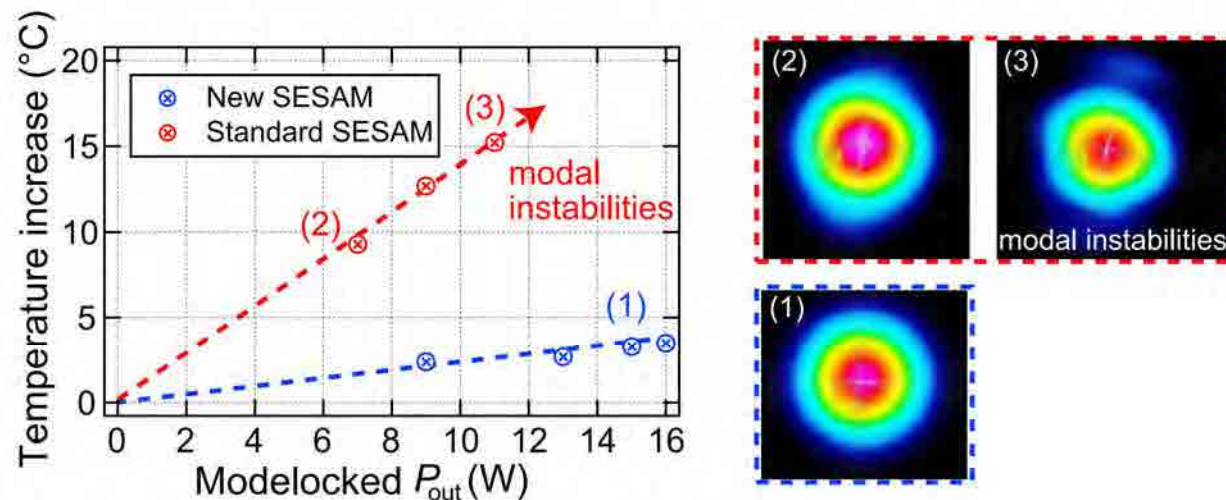 Temperature increase (°C)
20
15
10
5
0
New SESAM
Standard SESAM
(3)
modal
instabilities
(2)
(1)
0 2 4 6 8 10 12 14 16
Modelocked Pout (W)
(2)
(3)
modal instabilities
(1)